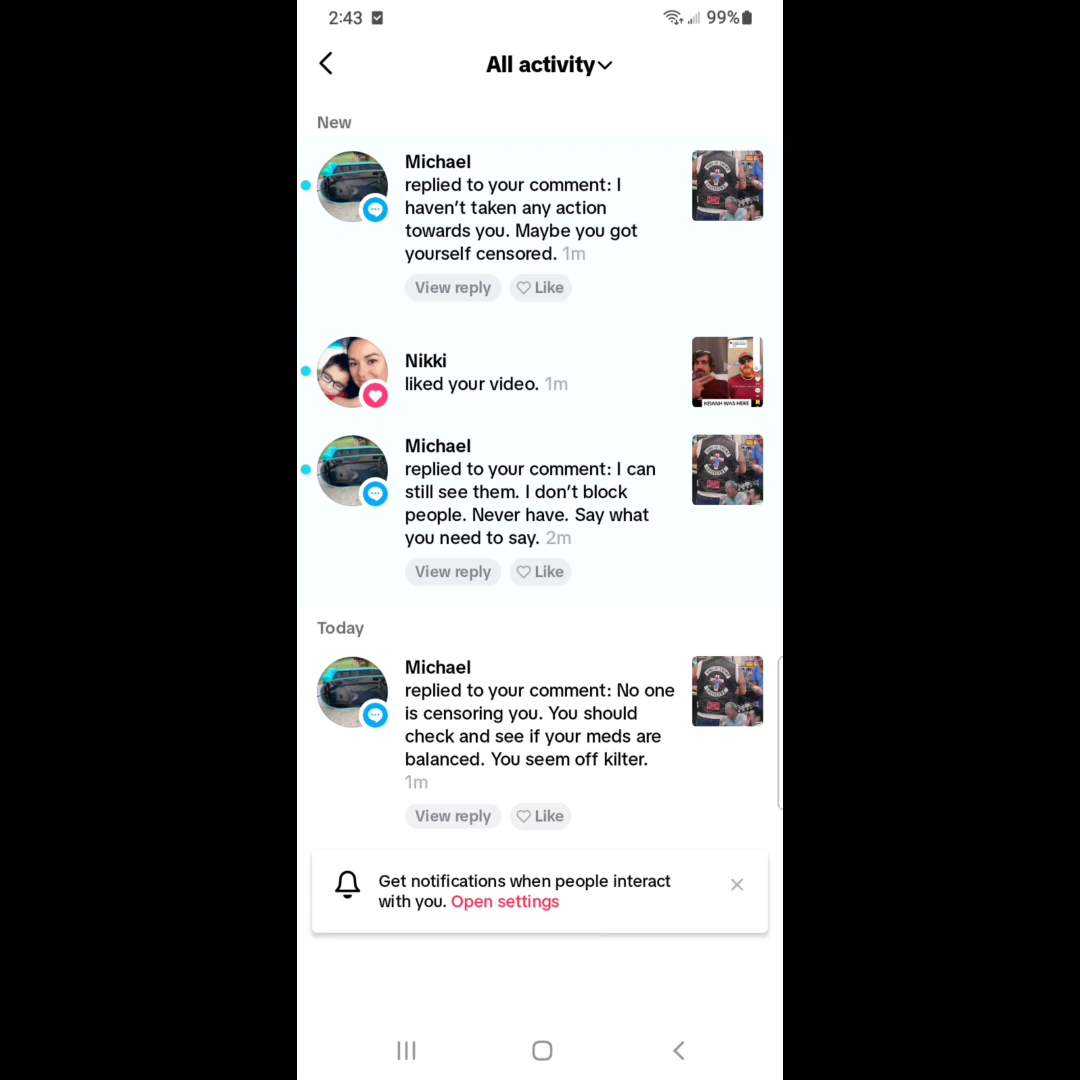 2:43
99%
All activity
New
Michael
replied to your comment: I
haven't taken any action
towards you. Maybe you got
yourself censored. 1m
View reply
Like
Nikki
liked your video. 1m
Michael
replied to your comment: I can
still see them. I don't block
people. Never have. Say what
you need to say. 2m
View reply
Like
Today
Michael
replied to your comment: No one
is censoring you. You should
check and see if your meds are
balanced. You seem off kilter.
1m
View reply
Like
Get notifications when people interact
with you. Open settings